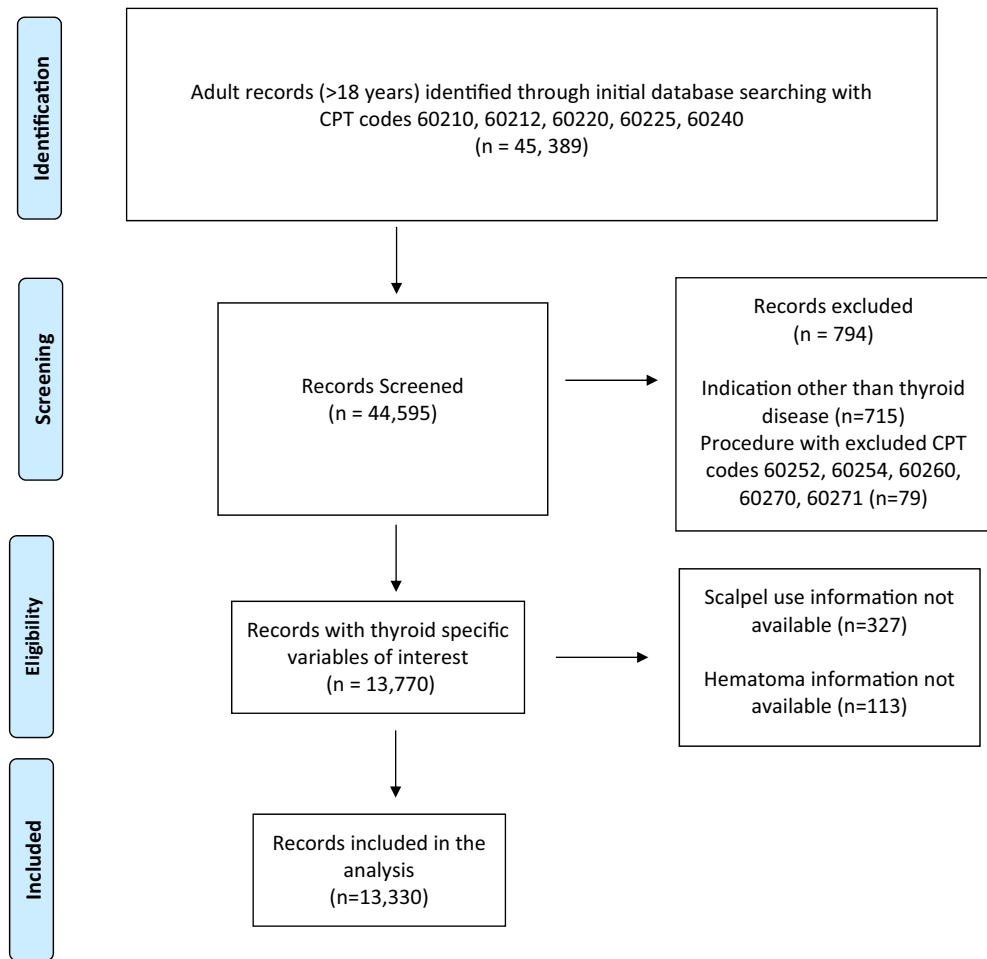 Identification
Adult records (>18 years) identified through initial database searching with
CPT codes 60210, 60212, 60220, 60225, 60240
(n = 45, 389)
Screening
Records Screened
(n = 44,595)
Records excluded
(n = 794)
Indication other than thyroid
disease (n=715)
Procedure with excluded CPT
codes 60252, 60254, 60260,
60270, 60271 (n=79)
Eligibility
Records with thyroid specific
variables of interest
(n = 13,770)
Scalpel use information not
available (n=327)
Hematoma information not
available (n=113)
Included
Records included in the
analysis
(n=13,330)